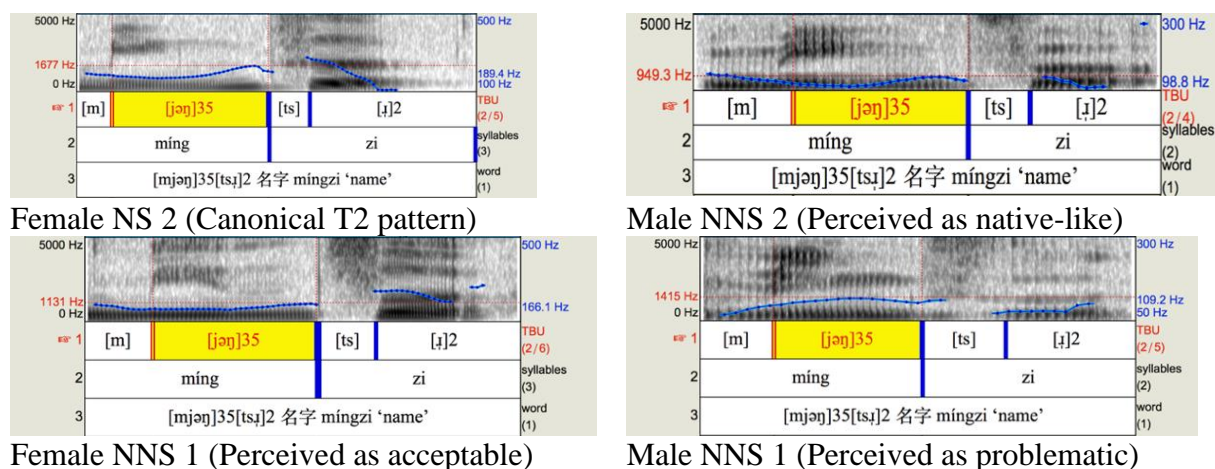 5000 Hz 500 Hz
1677 Hz
189.4 Hz
0 Hz 100 Hz
☞ 1 [m] [jəŋ]35 [ts] [ɹ̩]2 TBU (2/5)
2 míng zi syllables (3)
3 [mjəŋ]35[tsɹ̩]2 名字 míngzi ‘name’ word (1)
Female NS 2 (Canonical T2 pattern)
5000 Hz 300 Hz
949.3 Hz 98.8 Hz
0 Hz
☞ 1 [m] [jəŋ]35 [ts] [ɹ̩]2 TBU (2/4)
2 míng zi syllables (2)
3 [mjəŋ]35[tsɹ̩]2 名字 míngzi ‘name’ word (1)
Male NNS 2 (Perceived as native-like)
5000 Hz 500 Hz
1131 Hz 166.1 Hz
0 Hz
☞ 1 [m] [jəŋ]35 [ts] [ɹ̩]2 TBU (2/6)
2 míng zi syllables (3)
3 [mjəŋ]35[tsɹ̩]2 名字 míngzi ‘name’ word (1)
Female NNS 1 (Perceived as acceptable)
5000 Hz 300 Hz
1415 Hz 109.2 Hz
0 Hz 50 Hz
☞ 1 [m] [jəŋ]35 [ts] [ɹ̩]2 TBU (2/5)
2 míng zi syllables (2)
3 [mjəŋ]35[tsɹ̩]2 名字 míngzi ‘name’ word (1)
Male NNS 1 (Perceived as problematic)